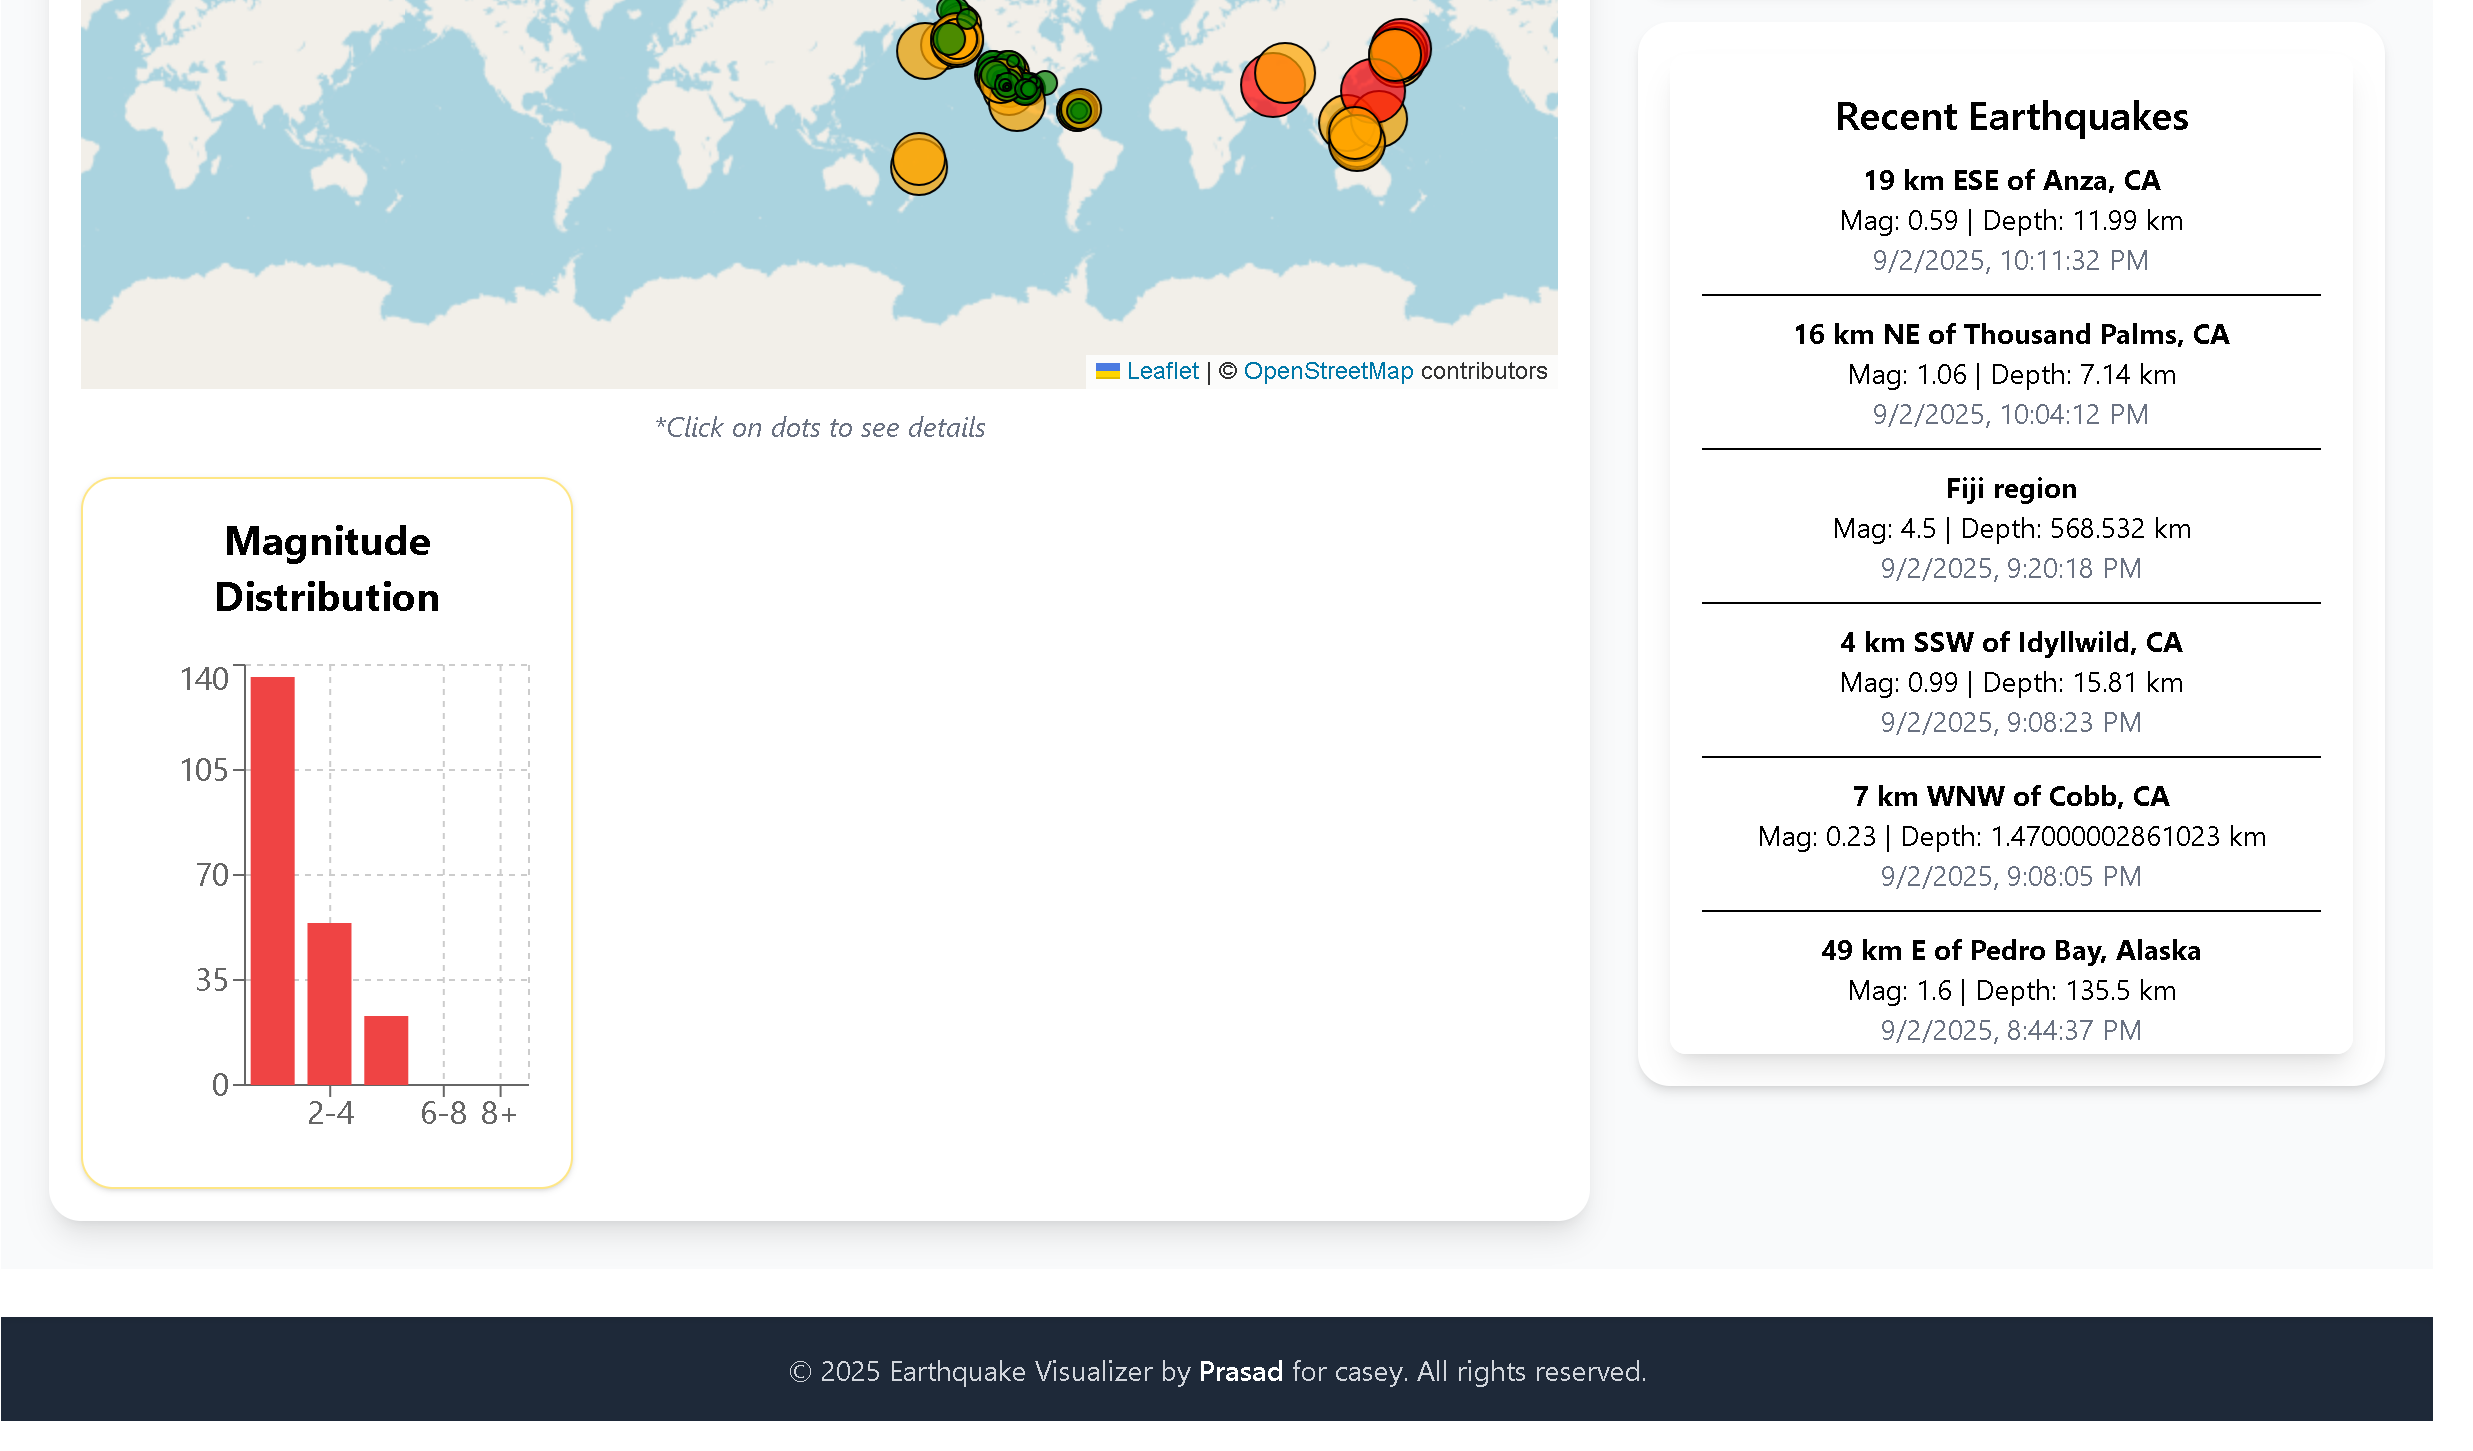 Leaflet | © OpenStreetMap contributors
*Click on dots to see details
Magnitude
Distribution
140
105
70
35
0
2-4
6-8
8+
Recent Earthquakes
19 km ESE of Anza, CA
Mag: 0.59 | Depth: 11.99 km
9/2/2025, 10:11:32 PM
16 km NE of Thousand Palms, CA
Mag: 1.06 | Depth: 7.14 km
9/2/2025, 10:04:12 PM
Fiji region
Mag: 4.5 | Depth: 568.532 km
9/2/2025, 9:20:18 PM
4 km SSW of Idyllwild, CA
Mag: 0.99 | Depth: 15.81 km
9/2/2025, 9:08:23 PM
7 km WNW of Cobb, CA
Mag: 0.23 | Depth: 1.47000002861023 km
9/2/2025, 9:08:05 PM
49 km E of Pedro Bay, Alaska
Mag: 1.6 | Depth: 135.5 km
9/2/2025, 8:44:37 PM
© 2025 Earthquake Visualizer by Prasad for casey. All rights reserved.